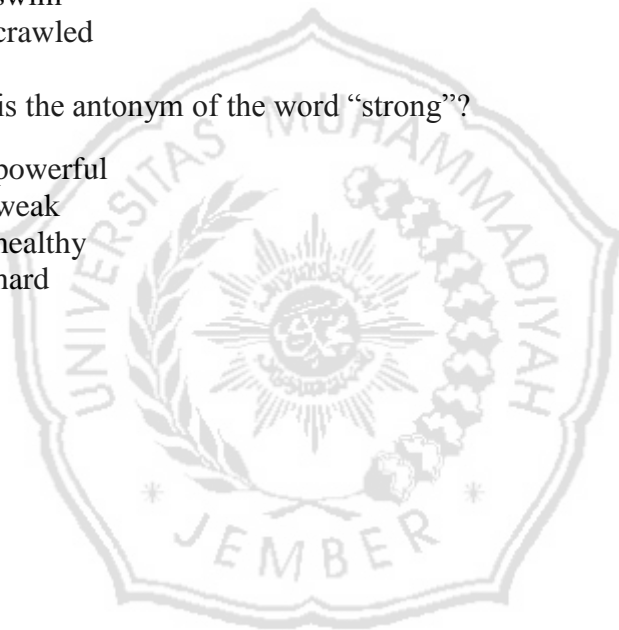 swim
crawled
is the antonym of the word “strong”?
powerful
weak
healthy
hard
UNIVERSITAS MUHAMMADIYAH
JEMBER